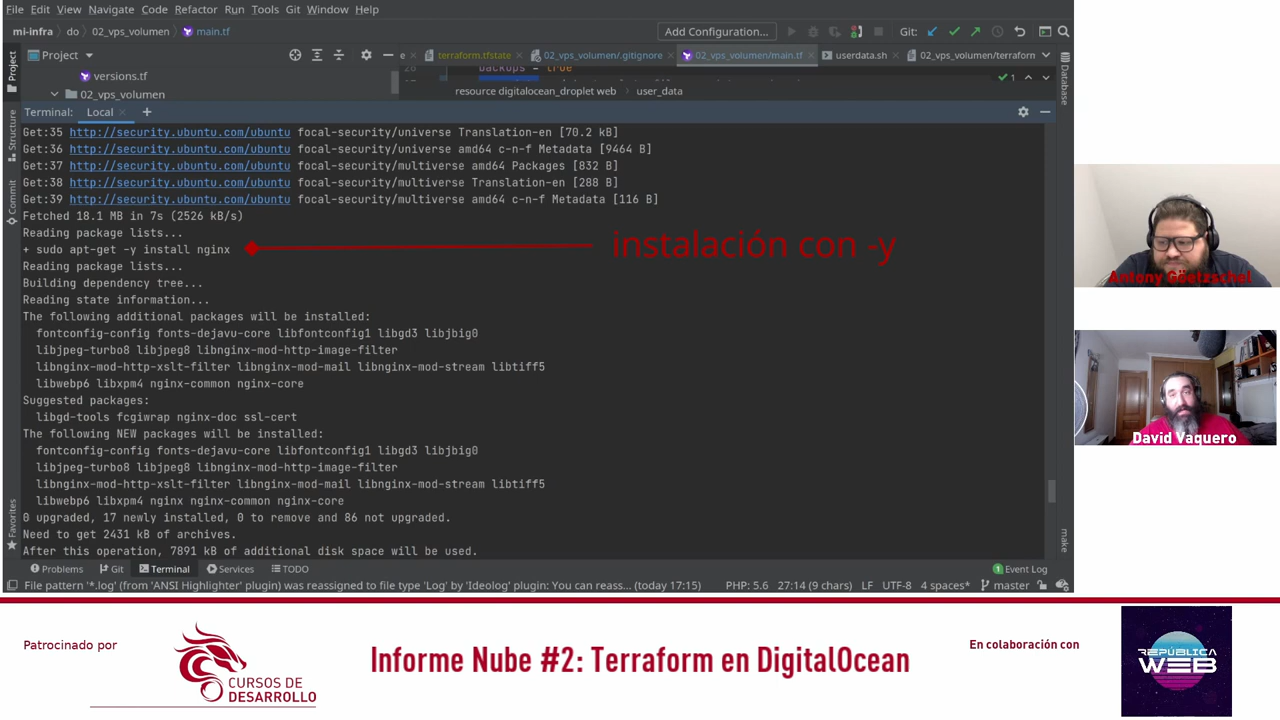 File Edit View Navigate Code Refactor Run Tools Git Window Help
mi-infra do 02_vps_volumen main.tf Add Configuration... Git:
Project e terraform.tfstate 02_vps_volumen/.gitignore 02_vps_volumen/main.tf userdata.sh 02_vps_volumen/terraform
versions.tf
backups = true
1
02_vps_volumen resource digitalocean_droplet web user_data
Terminal: Local +
Get:35 http://security.ubuntu.com/ubuntu focal-security/universe Translation-en [70.2 kB]
Get:36 http://security.ubuntu.com/ubuntu focal-security/universe amd64 c-n-f Metadata [9464 B]
Get:37 http://security.ubuntu.com/ubuntu focal-security/multiverse amd64 Packages [832 B]
Get:38 http://security.ubuntu.com/ubuntu focal-security/multiverse Translation-en [288 B]
Get:39 http://security.ubuntu.com/ubuntu focal-security/multiverse amd64 c-n-f Metadata [116 B]
Fetched 18.1 MB in 7s (2526 kB/s)
Reading package lists...
+ sudo apt-get -y install nginx
instalación con -y
Reading package lists...
Building dependency tree...
Reading state information...
The following additional packages will be installed:
fontconfig-config fonts-dejavu-core libfontconfig1 libgd3 libjbig0
libjpeg-turbo8 libjpeg8 libnginx-mod-http-image-filter
libnginx-mod-http-xslt-filter libnginx-mod-mail libnginx-mod-stream libtiff5
libwebp6 libxpm4 nginx-common nginx-core
Suggested packages:
libgd-tools fcgiwrap nginx-doc ssl-cert
The following NEW packages will be installed:
fontconfig-config fonts-dejavu-core libfontconfig1 libgd3 libjbig0
libjpeg-turbo8 libjpeg8 libnginx-mod-http-image-filter
libnginx-mod-http-xslt-filter libnginx-mod-mail libnginx-mod-stream libtiff5
libwebp6 libxpm4 nginx nginx-common nginx-core
0 upgraded, 17 newly installed, 0 to remove and 86 not upgraded.
Need to get 2431 kB of archives.
After this operation, 7891 kB of additional disk space will be used.
Project
Structure
Commit
Favorites
Database
make
Problems Git Terminal Services TODO 1 Event Log
File pattern '*.log' (from 'ANSI Highlighter' plugin) was reassigned to file type 'Log' by 'Ideolog' plugin: You can reass... (today 17:15) PHP: 5.6 27:14 (9 chars) LF UTF-8 4 spaces* master
Antony Göetzschel
David Vaquero
Patrocinado por
CURSOS DE
DESARROLLO
Informe Nube #2: Terraform en DigitalOcean
En colaboración con
REPÚBLICA
WEB